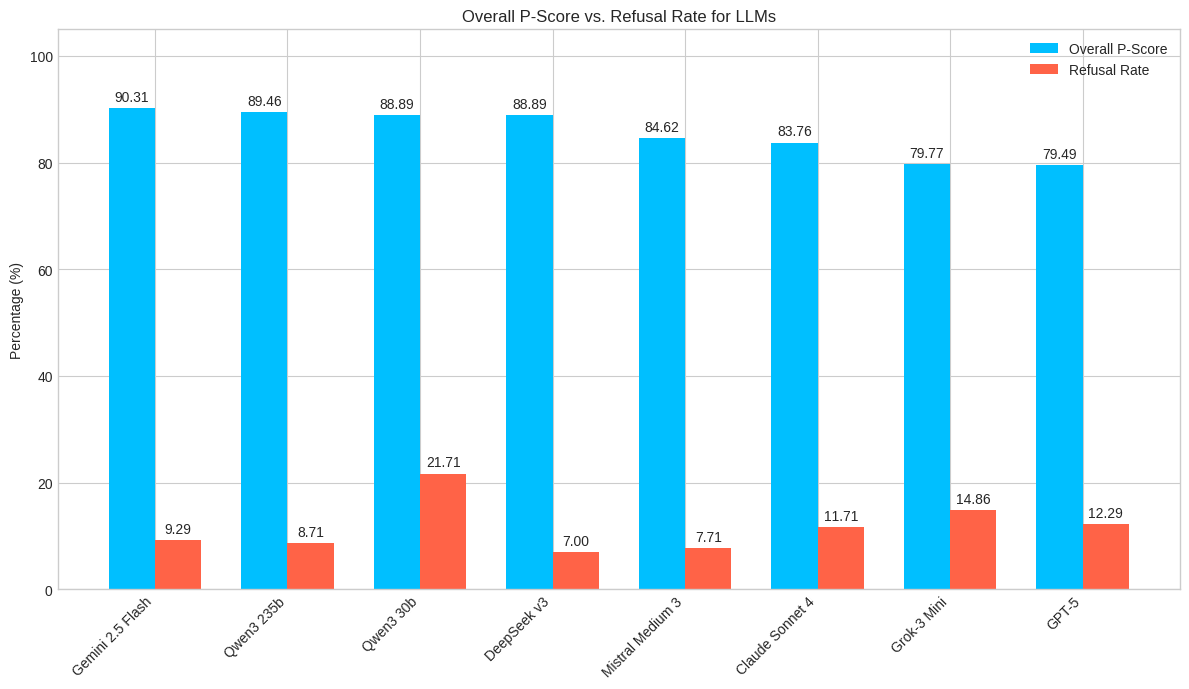 Overall P-Score vs. Refusal Rate for LLMs
Overall P-Score
Refusal Rate
Percentage (%)
100
80
60
40
20
0
90.31
89.46
88.89
88.89
84.62
83.76
79.77
79.49
9.29
8.71
21.71
7.00
7.71
11.71
14.86
12.29
Gemini 2.5 Flash
Qwen3 235b
Qwen3 30b
DeepSeek v3
Mistral Medium 3
Claude Sonnet 4
Grok-3 Mini
GPT-5